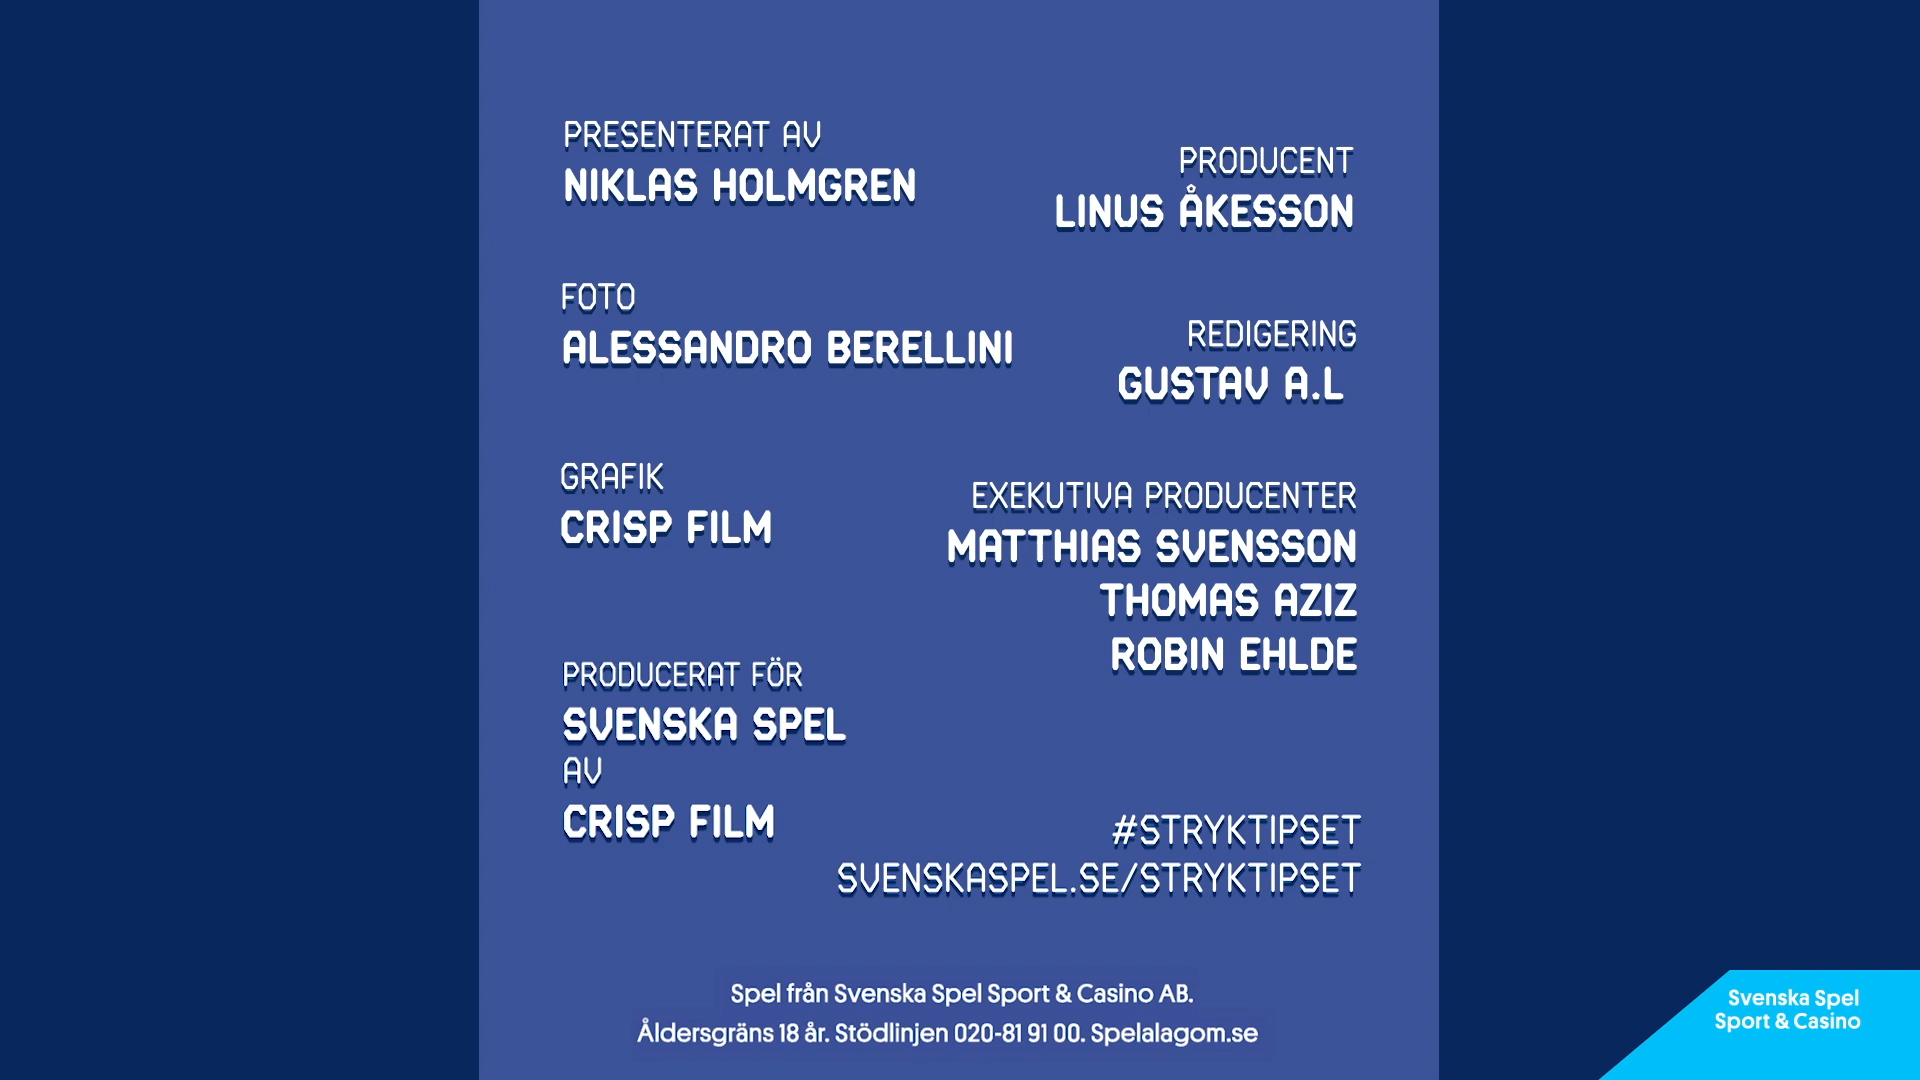 PRESENTERAT AV
NIKLAS HOLMGREN
PRODUCENT
LINUS ÅKESSON
FOTO
ALESSANDRO BERELLINI
REDIGERING
GUSTAV A.L
GRAFIK
CRISP FILM
EXEKUTIVA PRODUCENTER
MATTHIAS SVENSSON
THOMAS AZIZ
ROBIN EHLDE
PRODUCERAT FÖR
SVENSKA SPEL
AV
CRISP FILM
#STRYKTIPSET
SVENSKASPEL.SE/STRYKTIPSET
Spel från Svenska Spel Sport & Casino AB.
Åldersgräns 18 år. Stödlinjen 020-81 91 00. Spelalagom.se
Svenska Spel
Sport & Casino